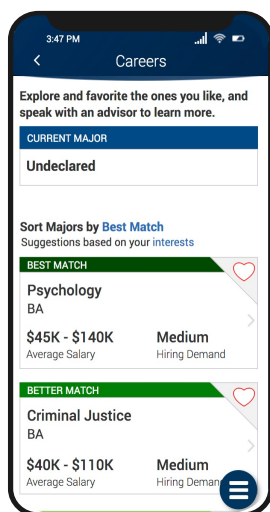 3:47 PM
Careers
Explore and favorite the ones you like, and
speak with an advisor to learn more.
CURRENT MAJOR
Undeclared
Sort Majors by Best Match
Suggestions based on your interests
BEST MATCH
Psychology
BA
$45K - $140K Medium
Average Salary Hiring Demand
BETTER MATCH
Criminal Justice
BA
$40K - $110K Medium
Average Salary Hiring Deman